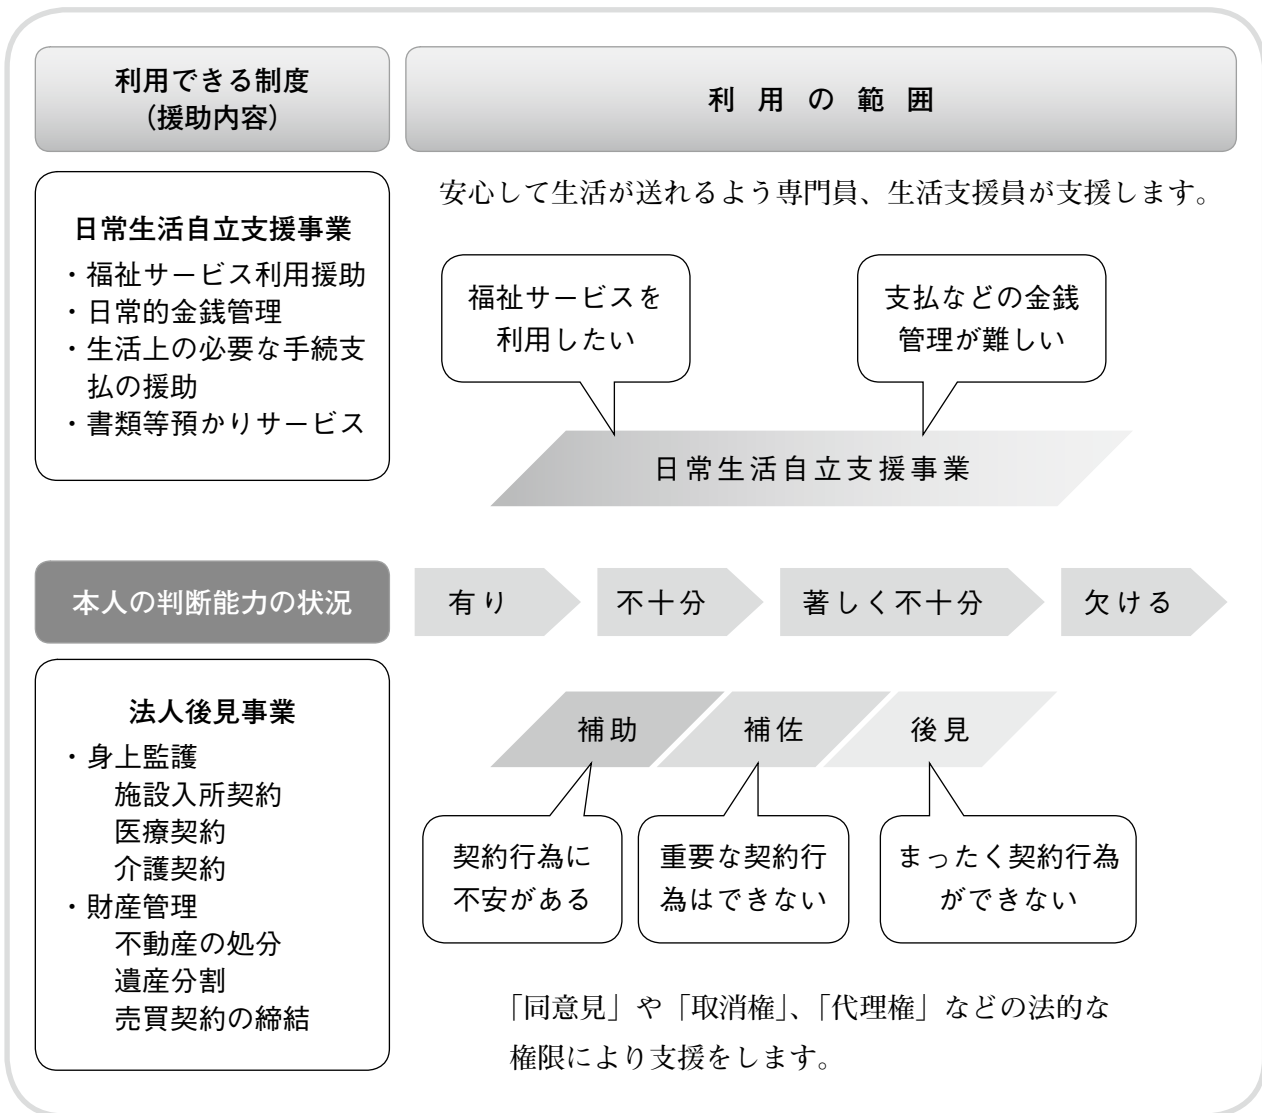 利用できる制度
（援助内容）
利用の範囲
日常生活自立支援事業
・福祉サービス利用援助
・日常的金銭管理
・生活上の必要な手続支
払の援助
・書類等預かりサービス
安心して生活が送れるよう専門員、生活支援員が支援します。
福祉サービスを
利用したい
支払などの金銭
管理が難しい
日常生活自立支援事業
本人の判断能力の状況
有り
不十分
著しく不十分
欠ける
法人後見事業
・身上監護
施設入所契約
医療契約
介護契約
・財産管理
不動産の処分
遺産分割
売買契約の締結
補助
補佐
後見
契約行為に
不安がある
重要な契約行
為はできない
まったく契約行為
ができない
「同意見」や「取消権」、「代理権」などの法的な
権限により支援をします。